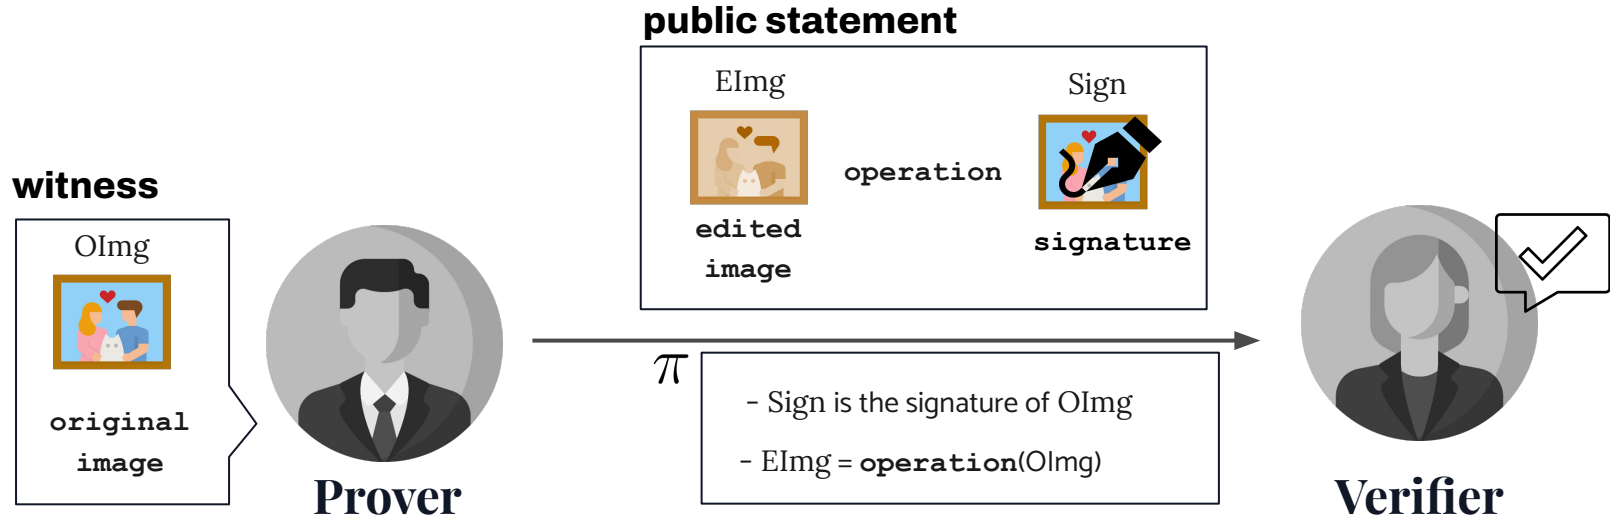 public statement
EImg
Sign
operation
edited
image
signature
witness
OImg
original
image
Prover
π
- Sign is the signature of OImg
- EImg = operation(OImg)
Verifier